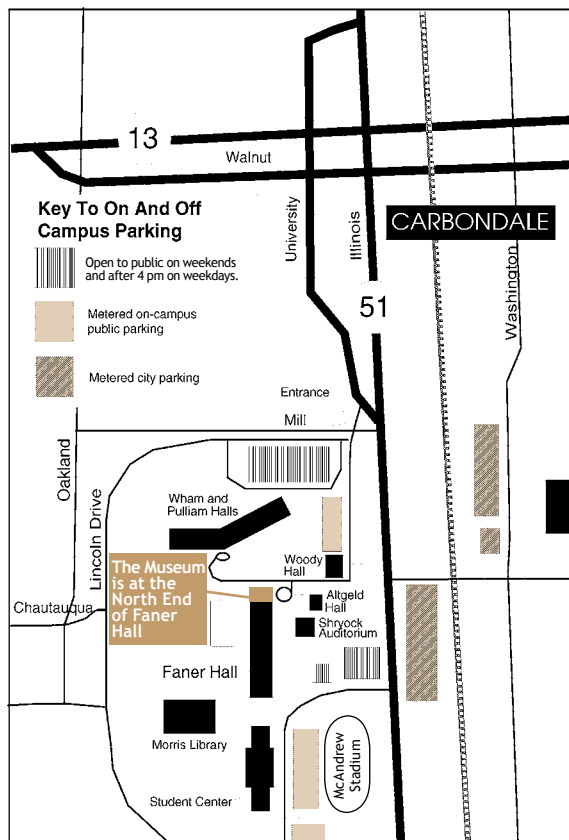 13
Walnut
Key To On And Off
Campus Parking
Open to public on weekends
and after 4 pm on weekdays.
Metered on-campus
public parking
Metered city parking
University
Illinois
CARBONDALE
Washington
51
Entrance
Mill
Oakland
Lincoln Drive
Wham and
Pulliam Halls
Woody
Hall
The Museum
is at the
North End
of Faner
Hall
Chautauqua
Altgeld
Hall
Shryock
Auditorium
Faner Hall
Morris Library
McAndrew
Stadium
Student Center